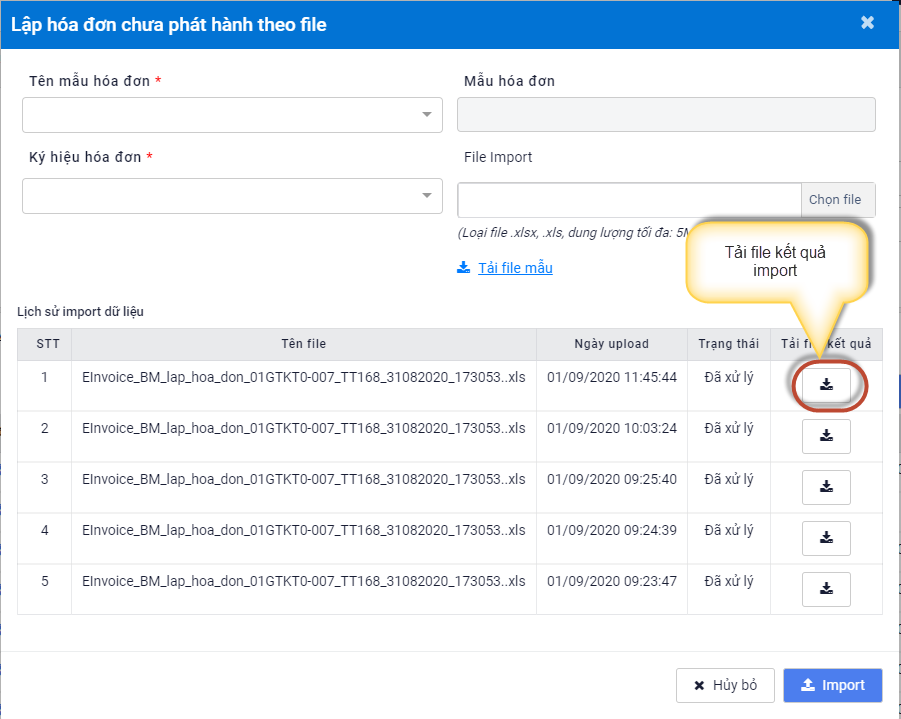 Lập hóa đơn chưa phát hành theo file
Tên mẫu hóa đơn *
Mẫu hóa đơn
Ký hiệu hóa đơn *
File Import
Chọn file
(Loại file .xlsx, .xls, dung lượng tối đa: 5
Tải file kết quả
import
Tải file mẫu
Lịch sử import dữ liệu
STT Tên file Ngày upload Trạng thái Tải kết quả
1 EInvoice_BM_lap_hoa_don_01GTKT0-007_TT168_31082020_173053..xls 01/09/2020 11:45:44 Đã xử lý
2 EInvoice_BM_lap_hoa_don_01GTKT0-007_TT168_31082020_173053..xls 01/09/2020 10:03:24 Đã xử lý
3 EInvoice_BM_lap_hoa_don_01GTKT0-007_TT168_31082020_173053..xls 01/09/2020 09:25:40 Đã xử lý
4 EInvoice_BM_lap_hoa_don_01GTKT0-007_TT168_31082020_173053..xls 01/09/2020 09:24:39 Đã xử lý
5 EInvoice_BM_lap_hoa_don_01GTKT0-007_TT168_31082020_173053..xls 01/09/2020 09:23:47 Đã xử lý
Hủy bỏ
Import